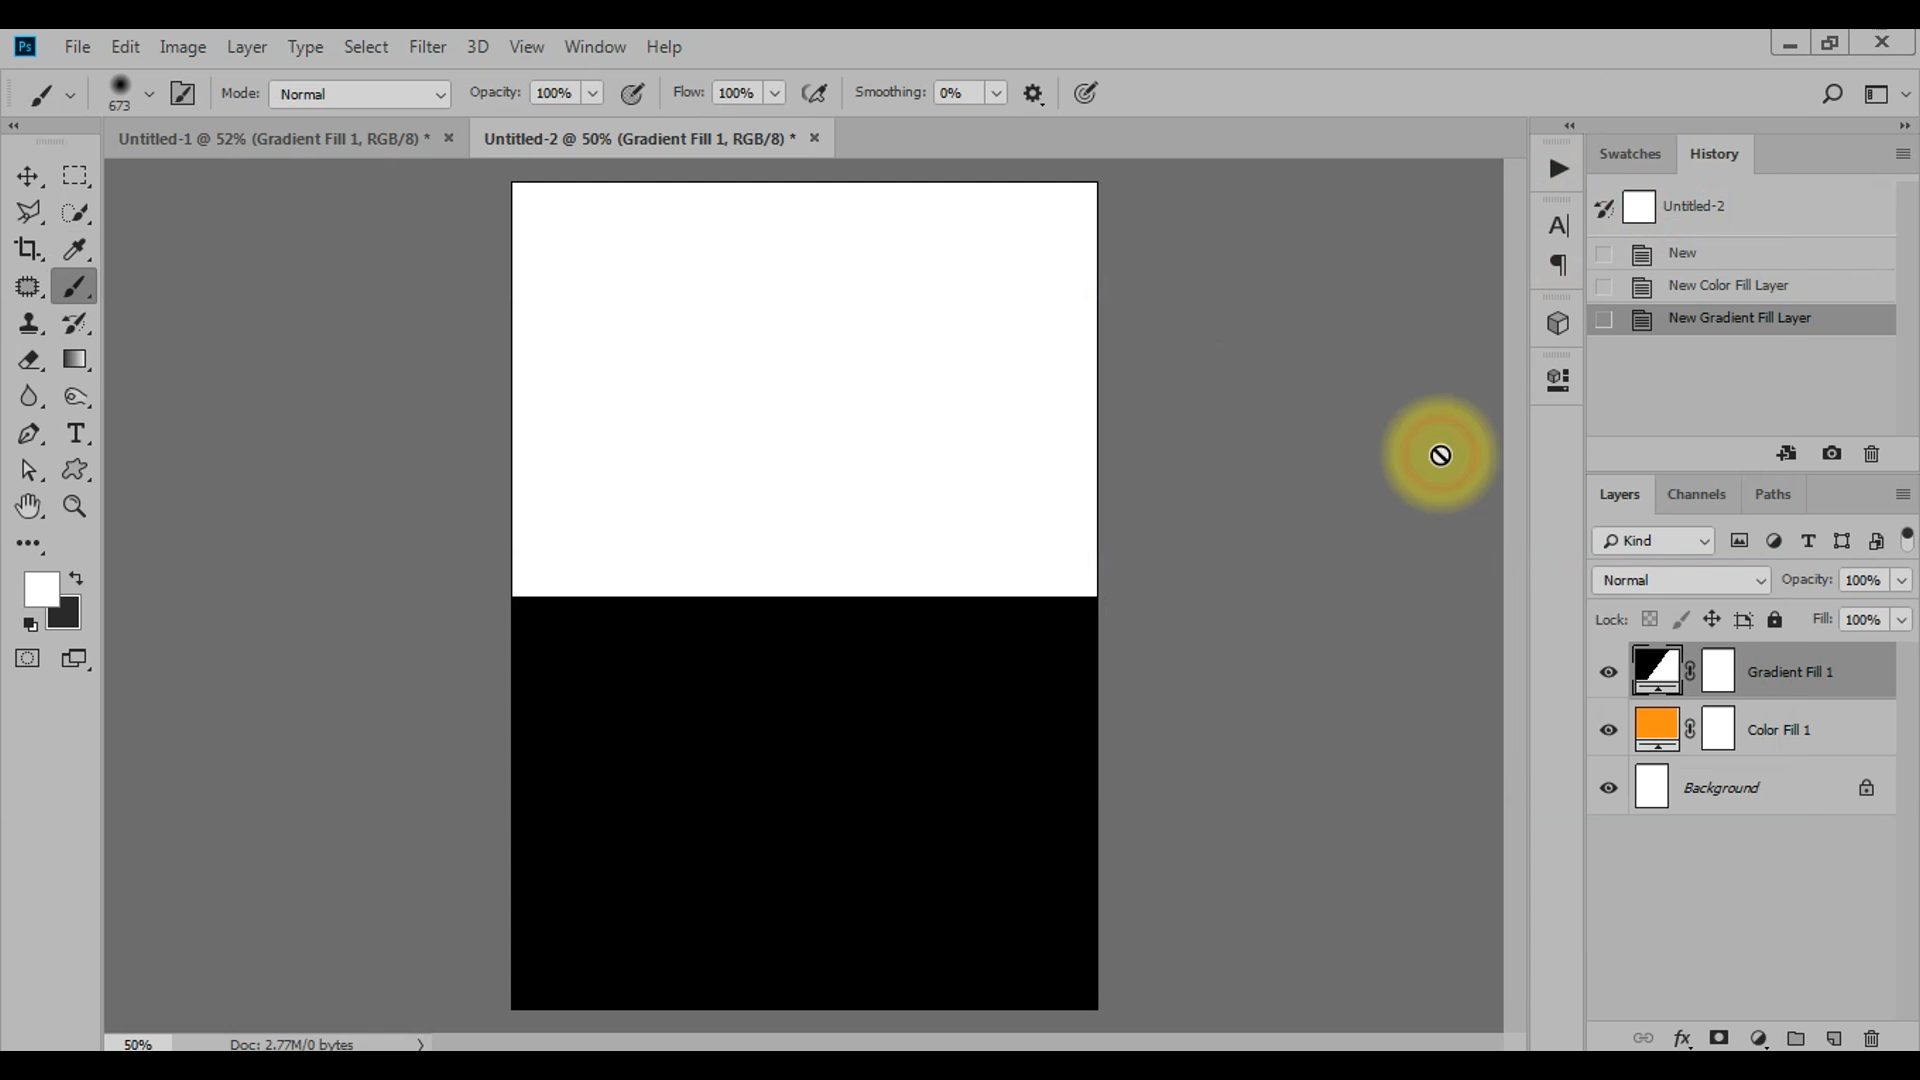 Ps File Edit Image Layer Type Select Filter 3D View Window Help
673 Mode: Normal Opacity: 100% Flow: 100% Smoothing: 0%
Untitled-1 @ 52% (Gradient Fill 1, RGB/8) * Untitled-2 @ 50% (Gradient Fill 1, RGB/8) *
Swatches History
Untitled-2
New
New Color Fill Layer
New Gradient Fill Layer
Layers Channels Paths
Kind
Normal Opacity: 100%
Lock: Fill: 100%
Gradient Fill 1
Color Fill 1
Background
50% Doc: 2.77M/0 bytes